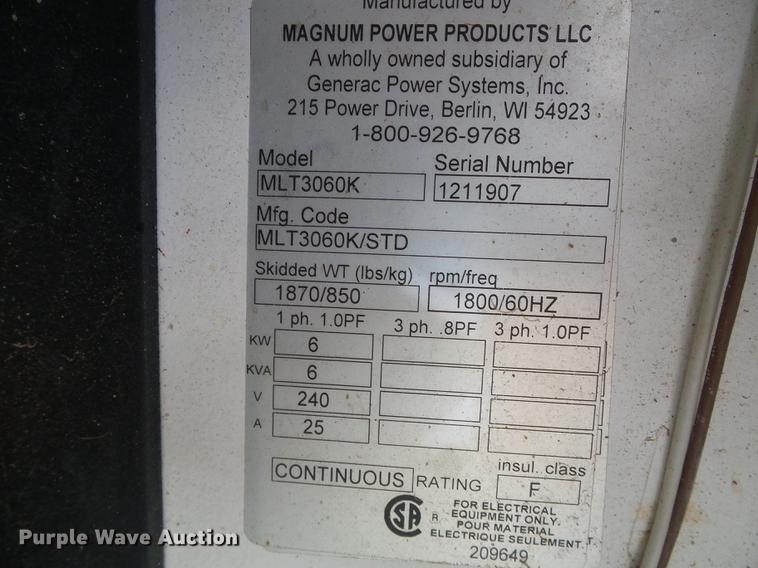 Manufactured by
MAGNUM POWER PRODUCTS LLC
A wholly owned subsidiary of
Generac Power Systems, Inc.
215 Power Drive, Berlin, WI 54923
1-800-926-9768
Model Serial Number
MLT3060K 1211907
Mfg. Code
MLT3060K/STD
Skidded WT (lbs/kg) rpm/freq
1870/850 1800/60HZ
1 ph. 1.0PF 3 ph. .8PF 3 ph. 1.0PF
KW 6
KVA 6
V 240
A 25
insul. class
CONTINUOUS RATING F
FOR ELECTRICAL
SA R EQUIPMENT ONLY.
POUR MATERIAL
ELECTRIQUE SEULEMENT.
209649
Purple Wave Auction